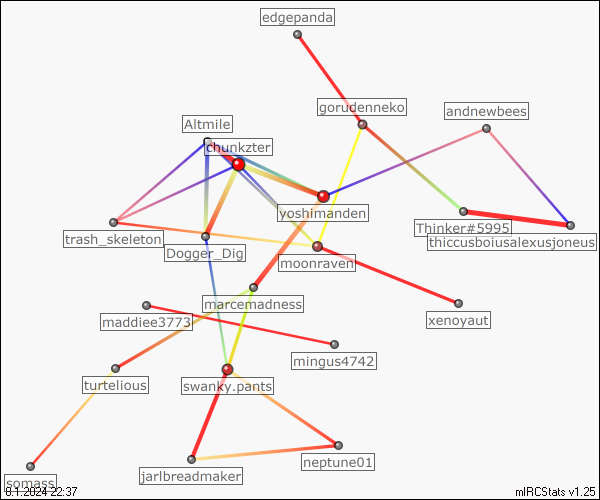 edgepanda
gorudenneko
andnewbees
Altmile
chunkzter
yoshimanden
Thinker#5995
trash_skeleton
thiccusboiusalexusjoneus
Dogger_Dig
moonraven
marcemadness
maddiee3773
xenoyaut
mingus4742
turtelious
swanky.pants
neptune01
jarlbreadmaker
somass
8.1.2024 22:37
mIRCStats v1.25